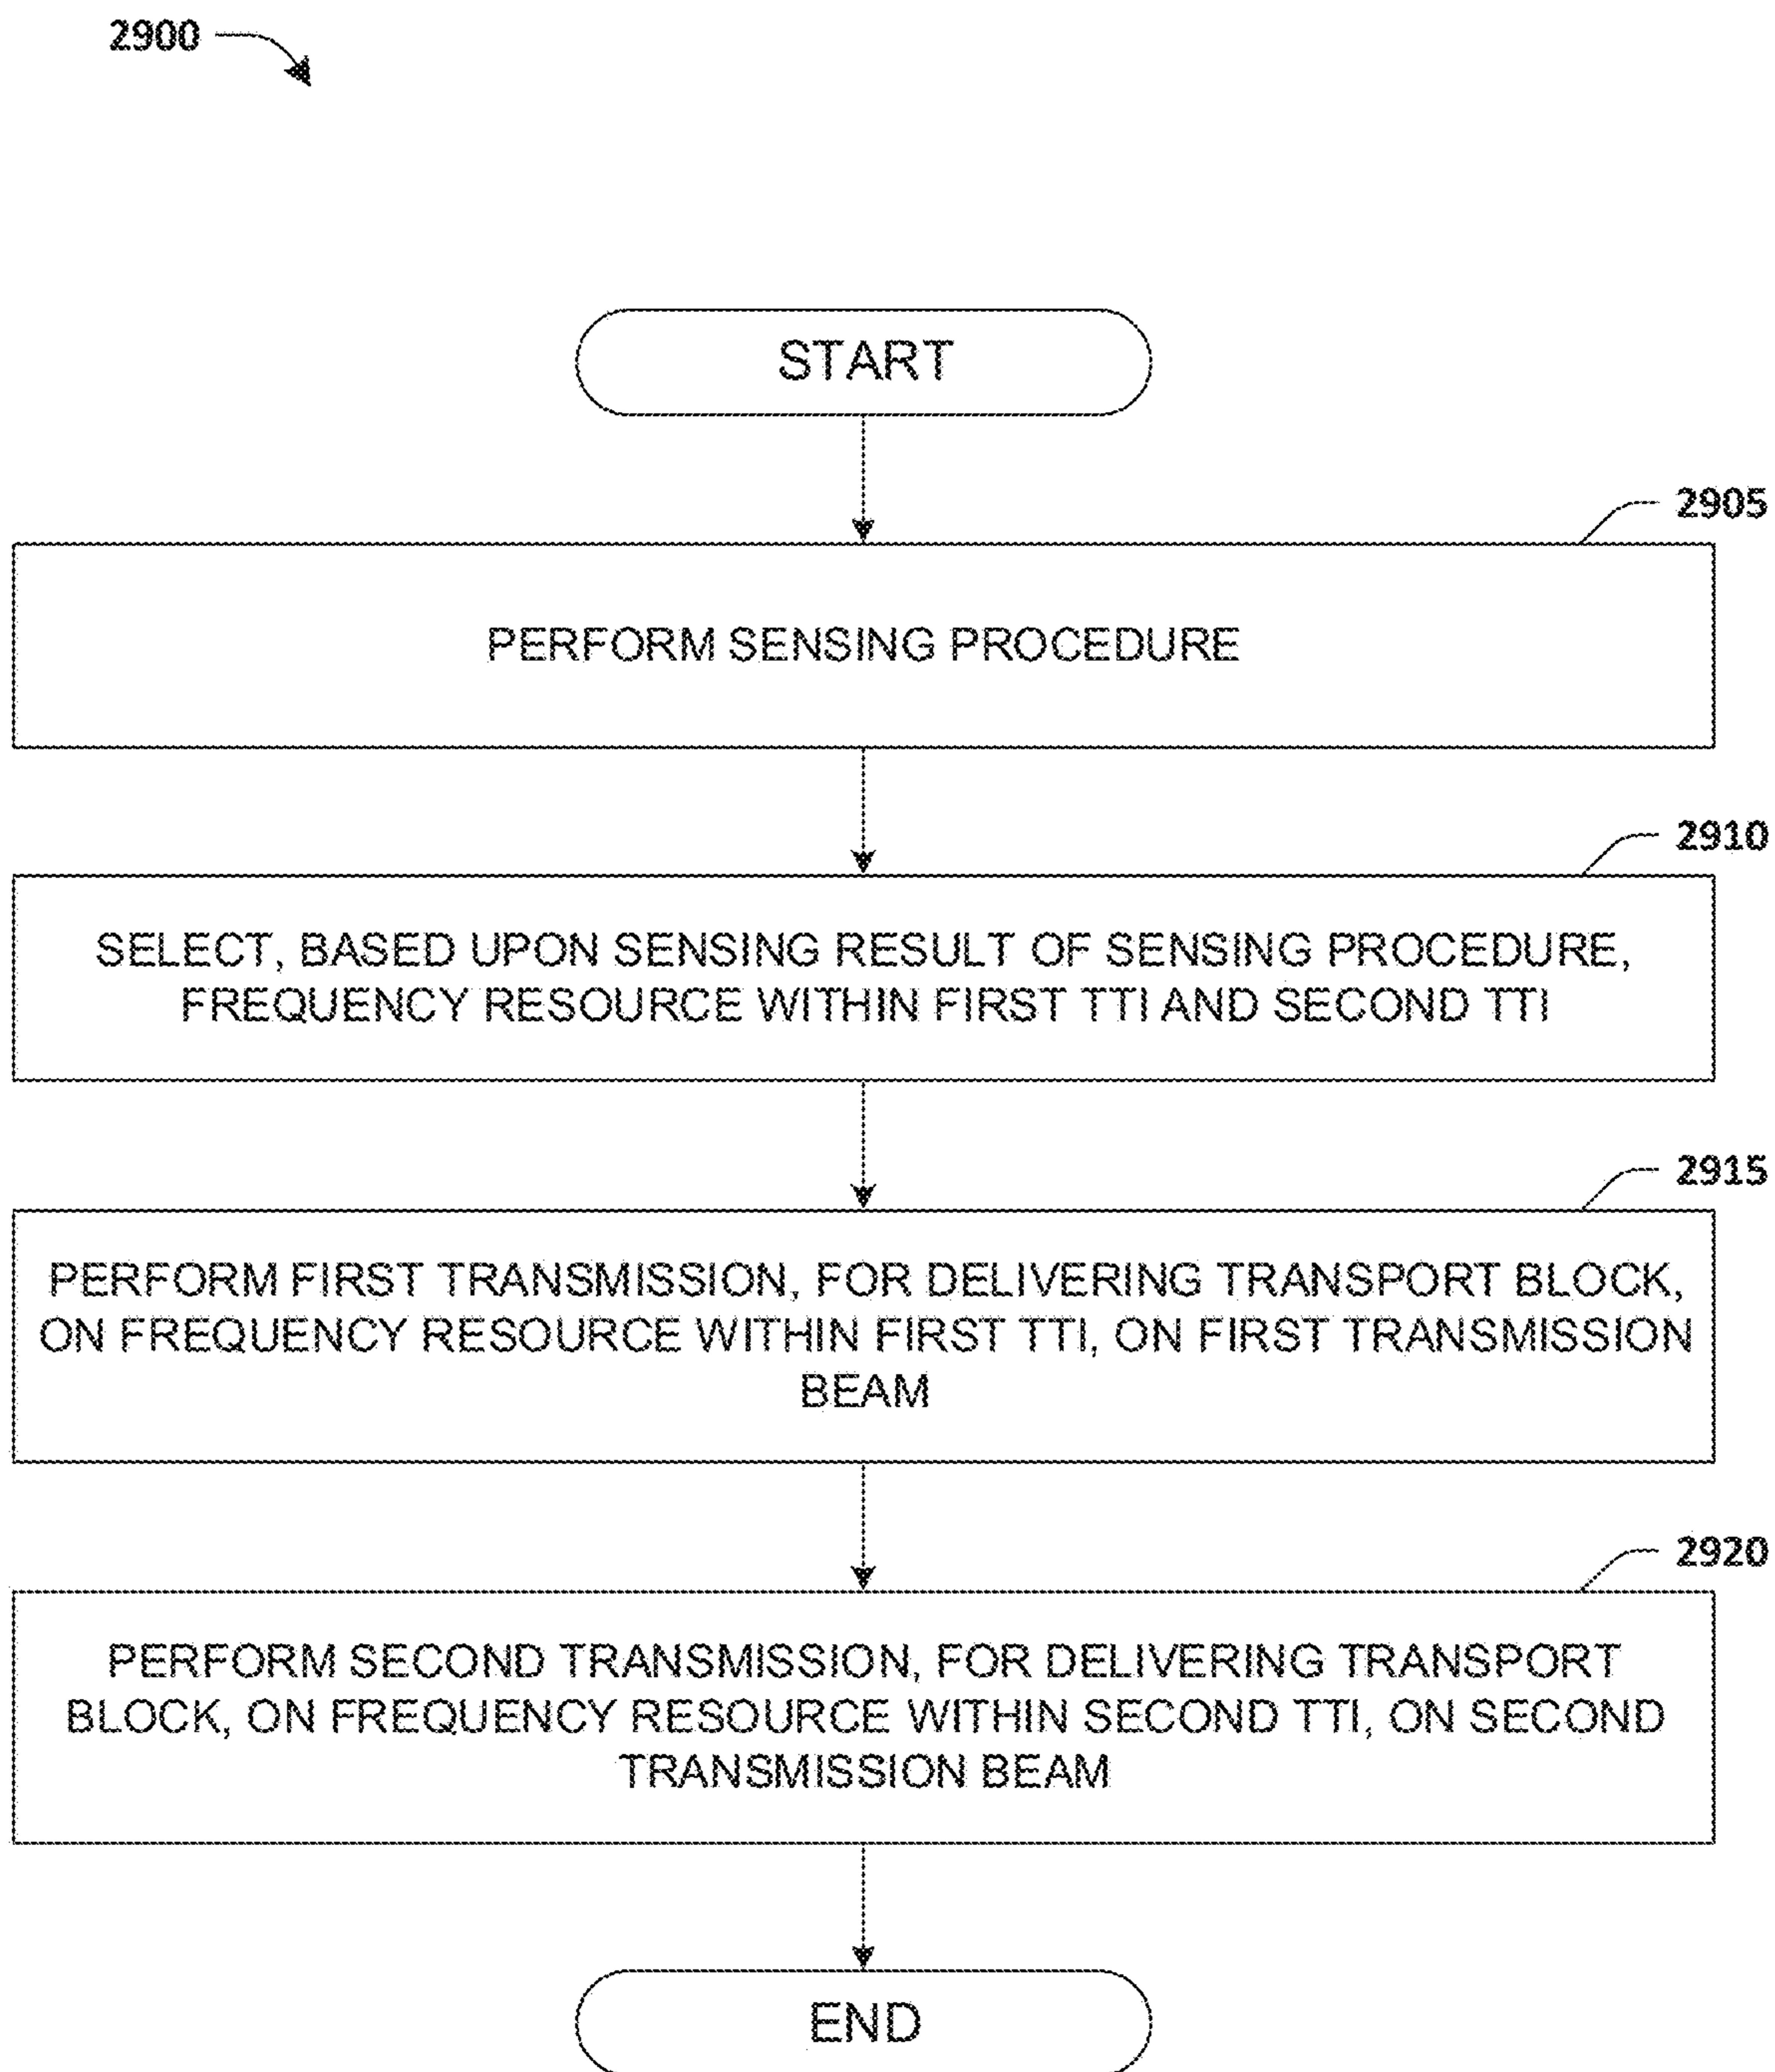 2900
START
2905
PERFORM SENSING PROCEDURE
2910
SELECT, BASED UPON SENSING RESULT OF SENSING PROCEDURE,
FREQUENCY RESOURCE WITHIN FIRST TTI AND SECOND TTI
2915
PERFORM FIRST TRANSMISSION, FOR DELIVERING TRANSPORT BLOCK,
ON FREQUENCY RESOURCE WITHIN FIRST TTI, ON FIRST TRANSMISSION
BEAM
2920
PERFORM SECOND TRANSMISSION, FOR DELIVERING TRANSPORT
BLOCK, ON FREQUENCY RESOURCE WITHIN SECOND TTI, ON SECOND
TRANSMISSION BEAM
END